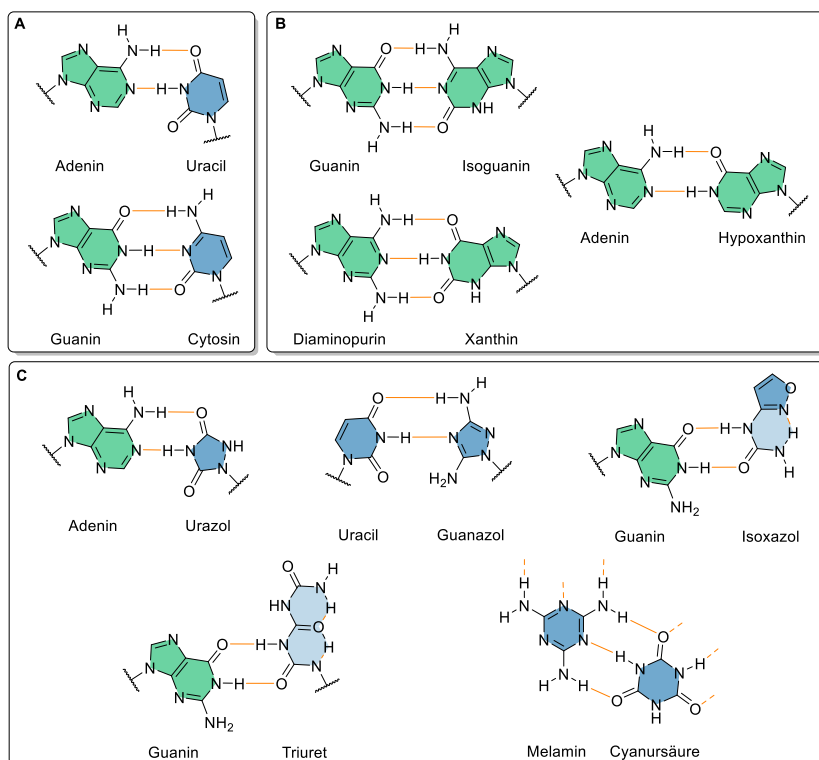 A
Adenin Uracil
Guanin Cytosin
B
Guanin Isoguanin
Adenin Hypoxanthin
Diaminopurin Xanthin
C
Adenin Urazol
Uracil Guanazol
Guanin Isoxazol
Guanin Triuret
Melamin Cyanursäure